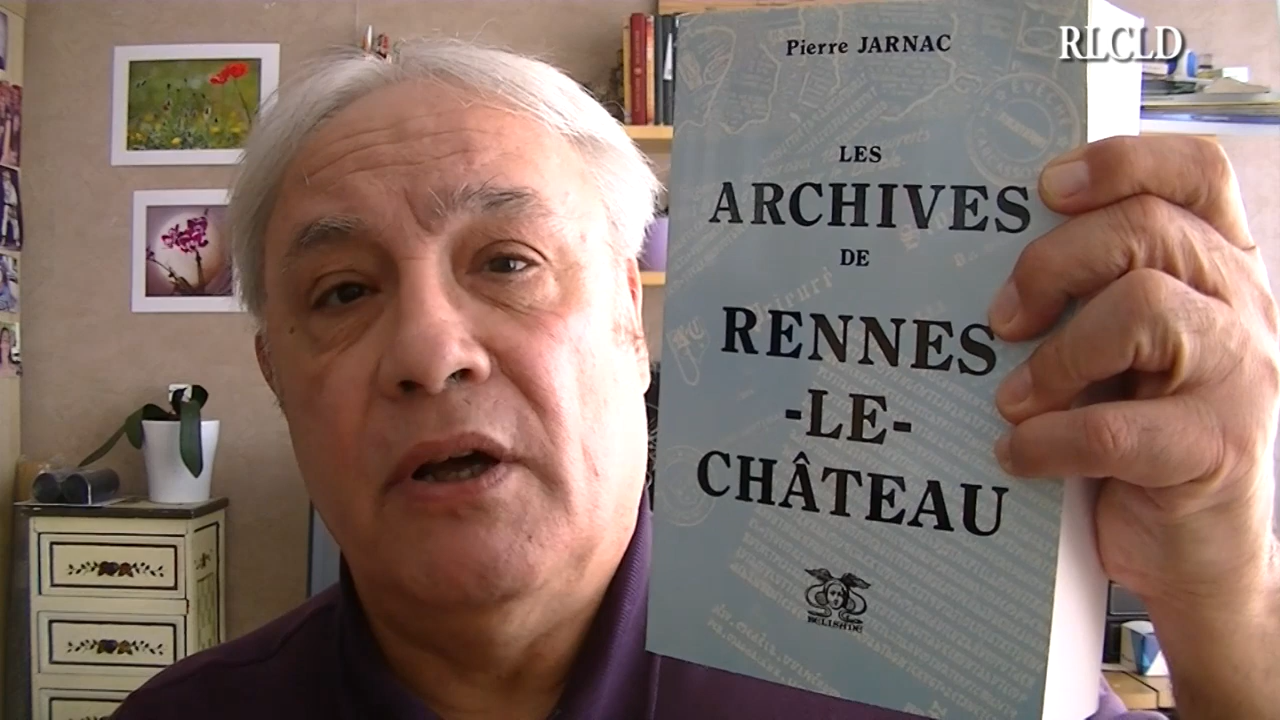 Pierre JARNAC
RLCLD
LES
ARCHIVES
DE
RENNES
-LE-
CHÂTEAU
BELISANE